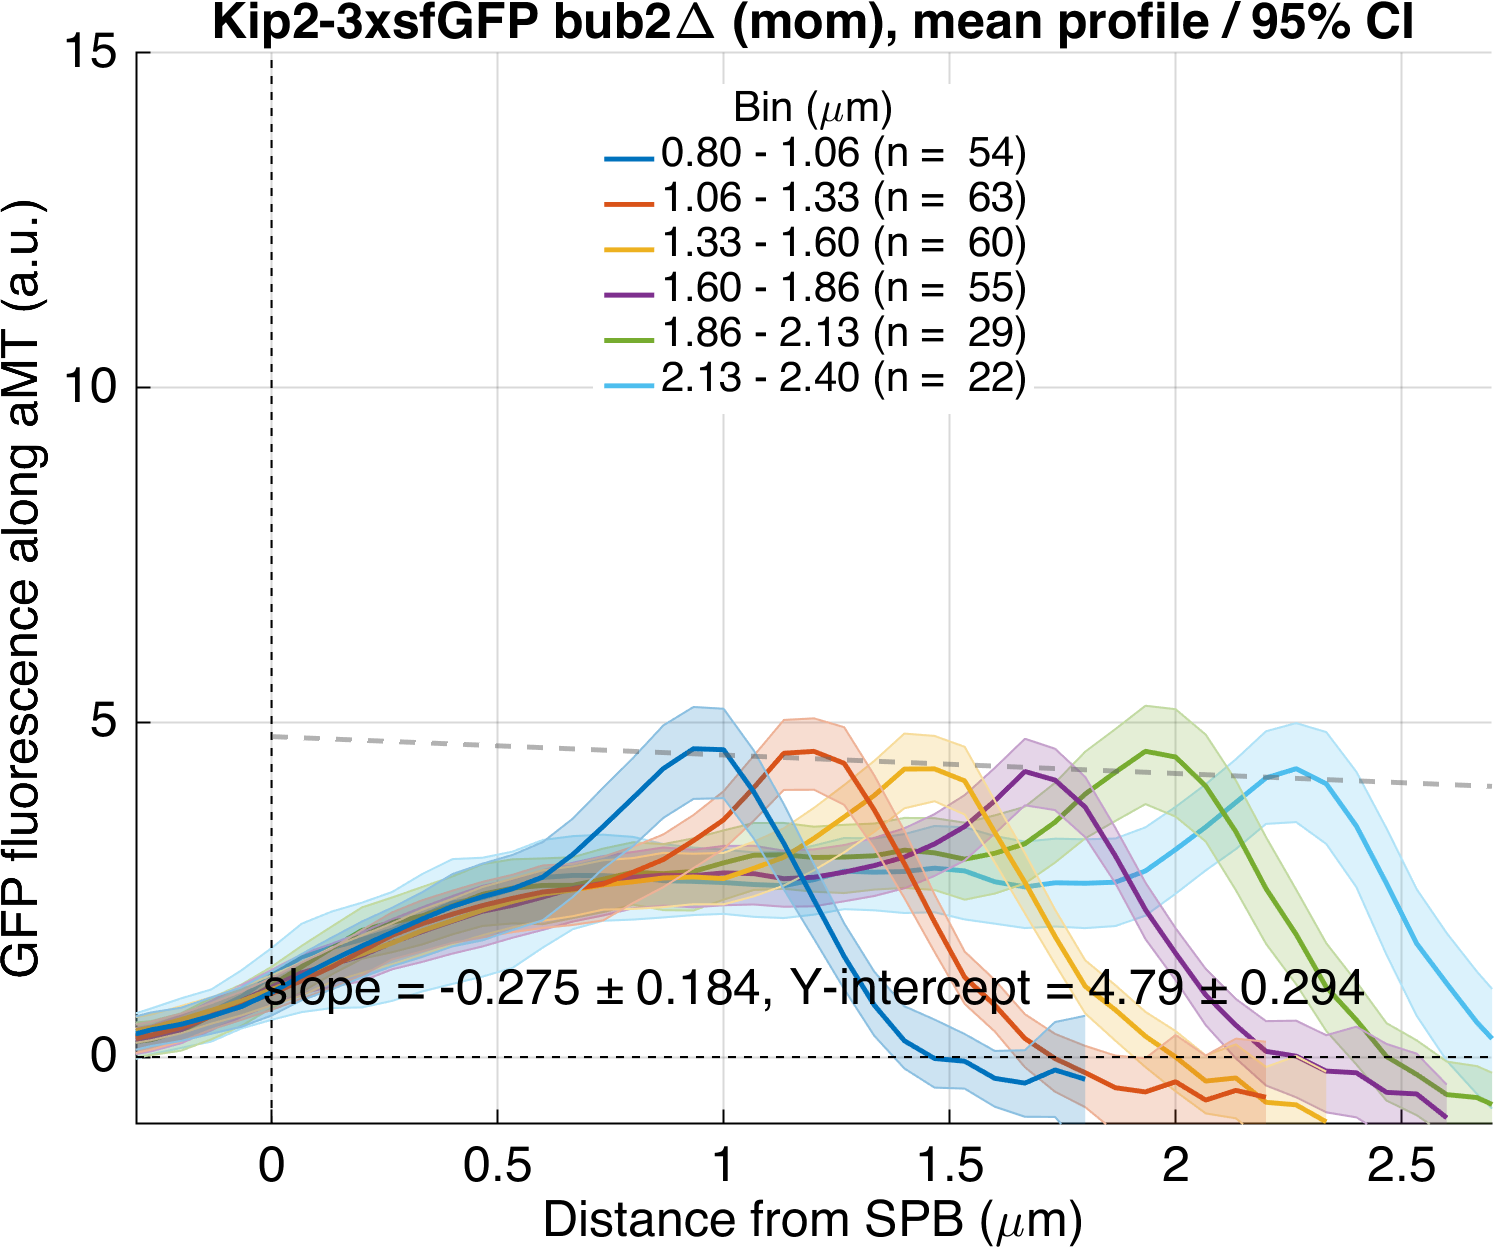 Kip2-3xsfGFP bub2Δ (mom), mean profile / 95% CI
15
10
5
0
GFP fluorescence along aMT (a.u.)
Bin (μm)
0.80 - 1.06 (n = 54)
1.06 - 1.33 (n = 63)
1.33 - 1.60 (n = 60)
1.60 - 1.86 (n = 55)
1.86 - 2.13 (n = 29)
2.13 - 2.40 (n = 22)
slope = -0.275 ± 0.184, Y-intercept = 4.79 ± 0.294
0 0.5 1 1.5 2 2.5
Distance from SPB (μm)